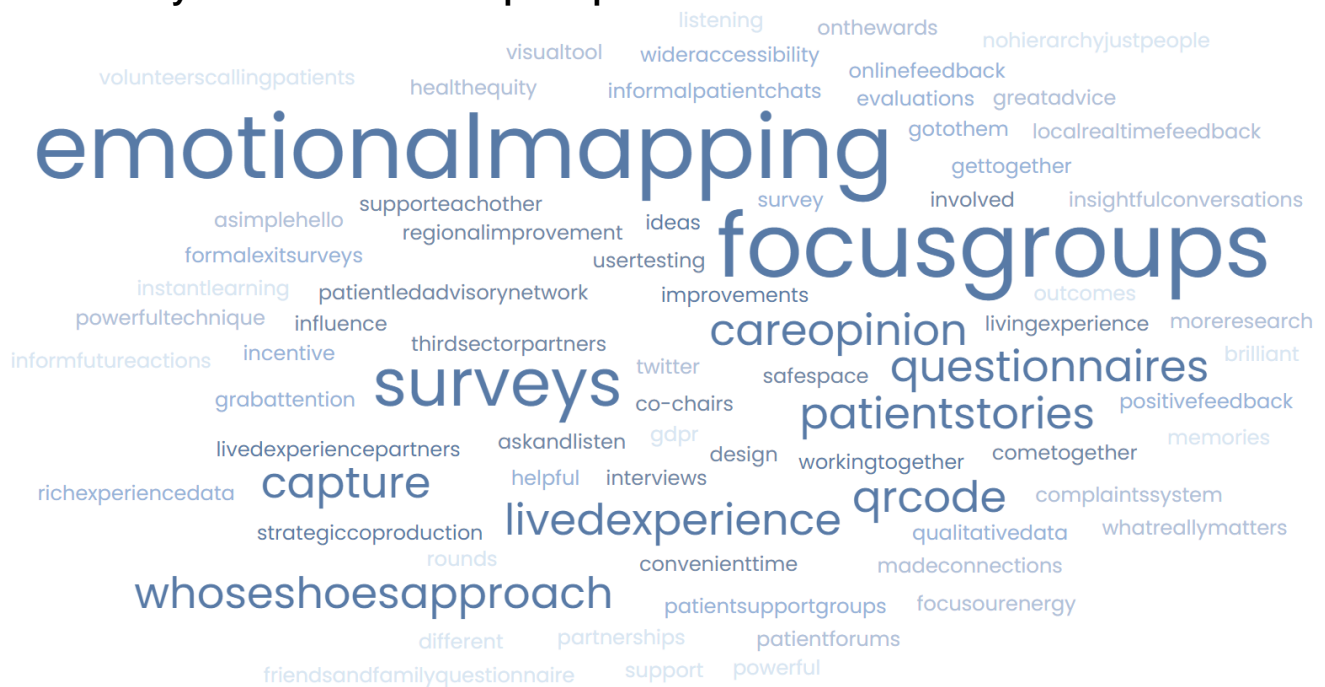 listening
onthewards
nohierarchyjustpeople
visualtool
wideraccessibility
volunteerscallingpatients
healthequity
informalpatientchats
onlinefeedback
evaluations
greatadvice
emotionalmapping
gotothem
localrealtimefeedback
gettogether
supporteachother
survey
involved
insightfulconversations
asimplehello
regionalimprovement
ideas
focusgroups
formalexitsurveys
usertesting
instantlearning
patientledadvisorynetwork
improvements
outcomes
powerfultechnique
influence
careopinion
livingexperience
moreresearch
informfutureactions
incentive
thirdsectorpartners
twitter
safespace
questionnaires
brilliant
grabattention
surveys
co-chairs
patientstories
positivefeedback
livedexperiencepartners
askandlisten
gdpr
design
workingtogether
cometogether
memories
richexperiencedata
capture
helpful
interviews
qrcode
complaintssystem
strategiccoproduction
livedexperience
qualitativedata
whatreallymatters
rounds
convenienttime
madeconnections
whoseshoesapproach
patientsupportgroups
focusourenergy
different
partnerships
patientforums
friendsandfamilyquestionnaire
support
powerful